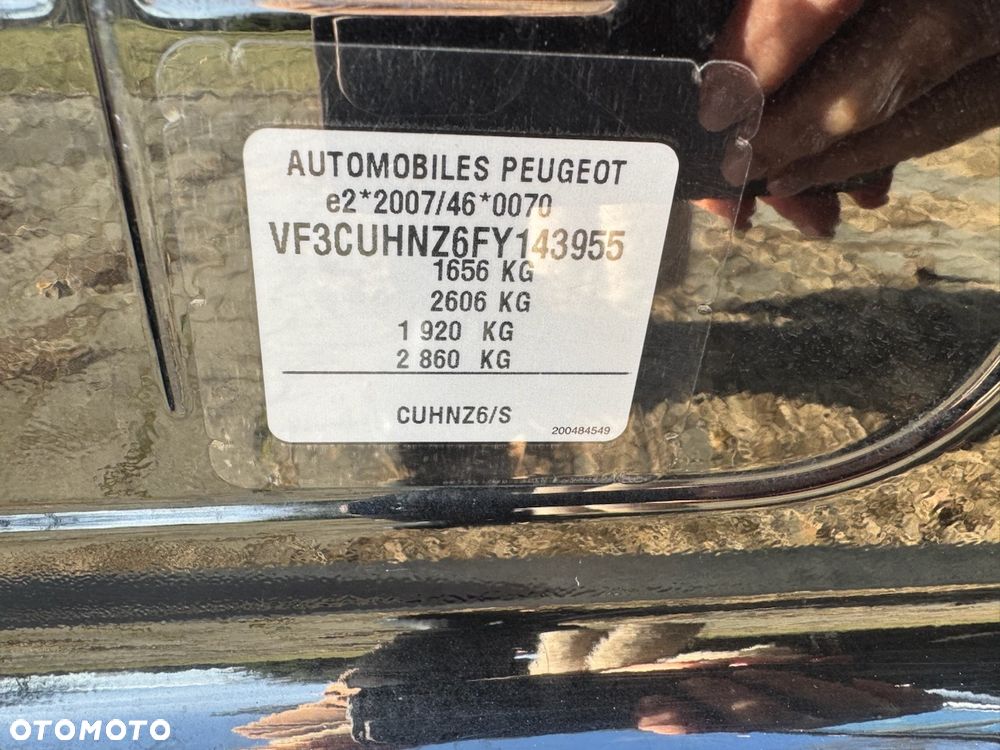 AUTOMOBILES PEUGEOT
e2*2007/46*0070
VF3CUHNZ6FY143955
1656 KG
2606 KG
1 920 KG
2 860 KG
CUHNZ6/S
200484549
OTOMOTO